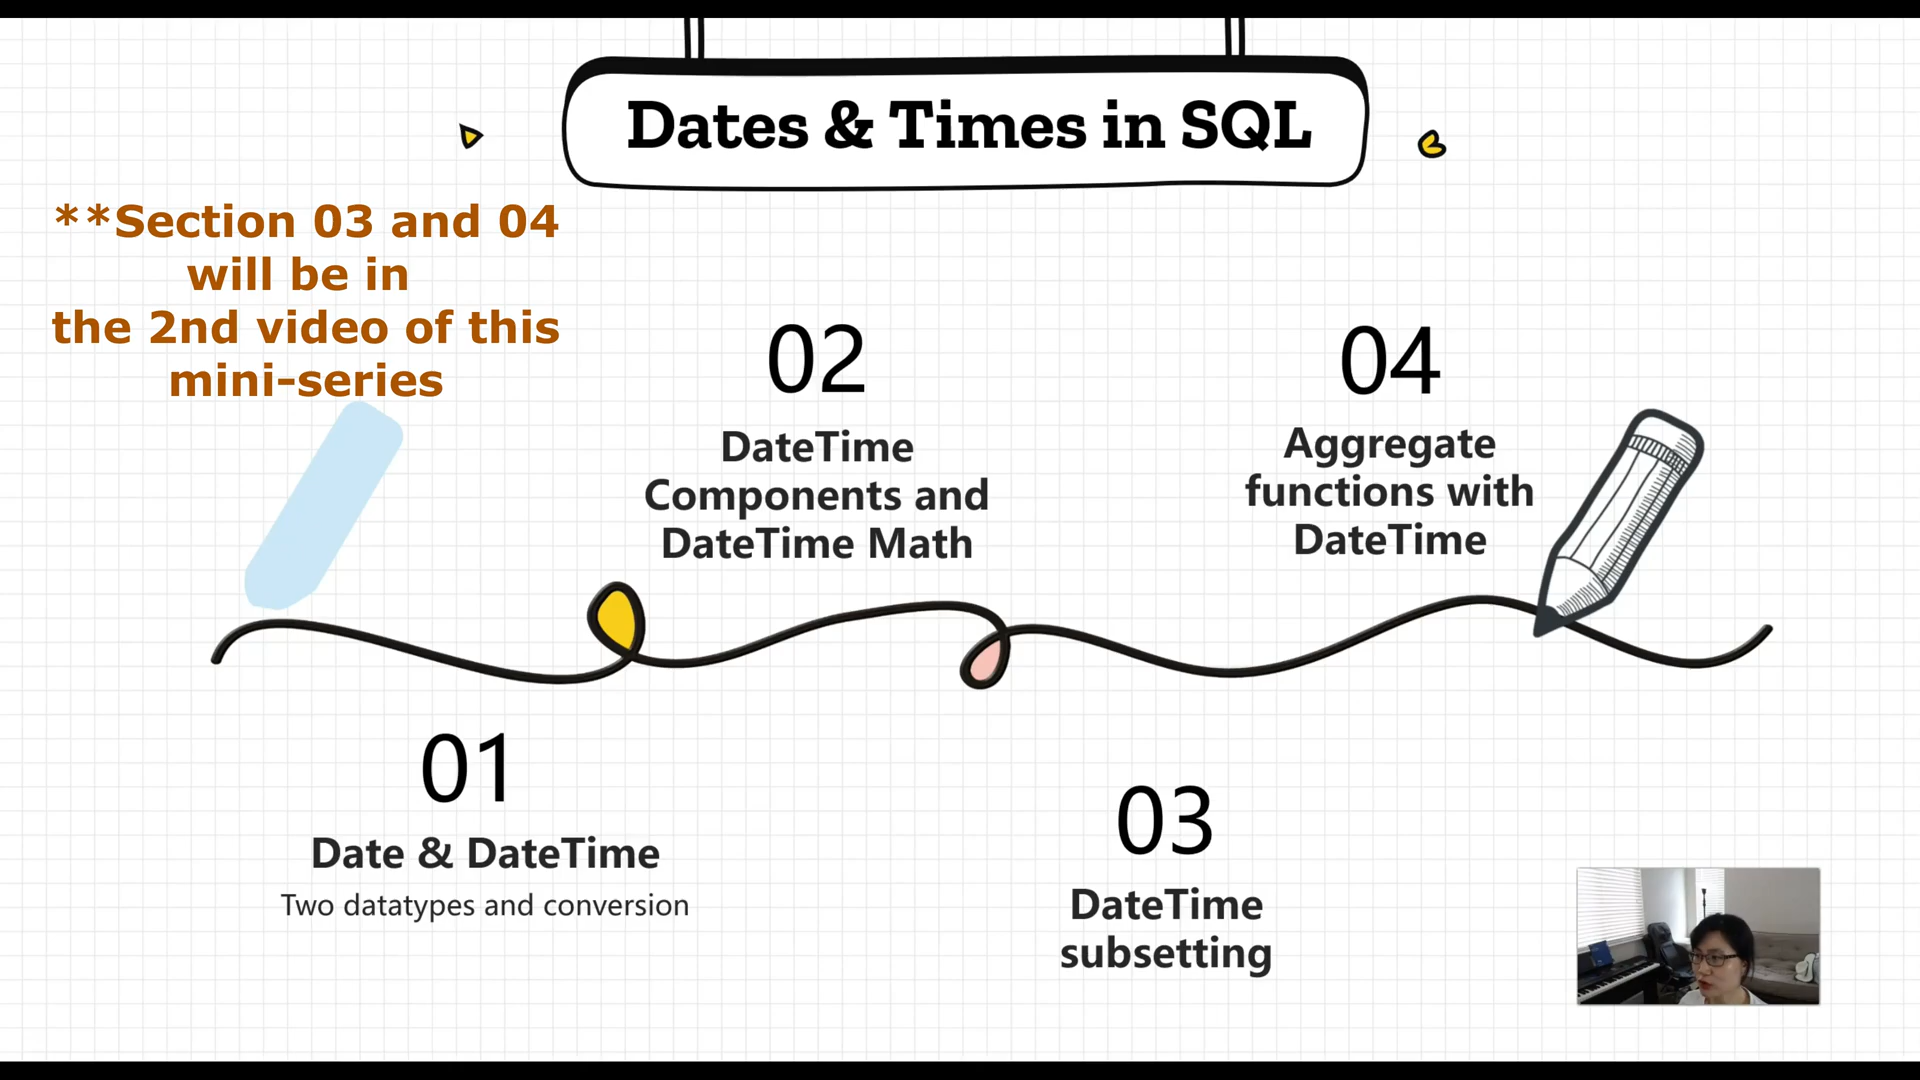 Dates & Times in SQL
**Section 03 and 04
will be in
the 2nd video of this
mini-series
02
DateTime
Components and
DateTime Math
04
Aggregate
functions with
DateTime
01
Date & DateTime
Two datatypes and conversion
03
DateTime
subsetting